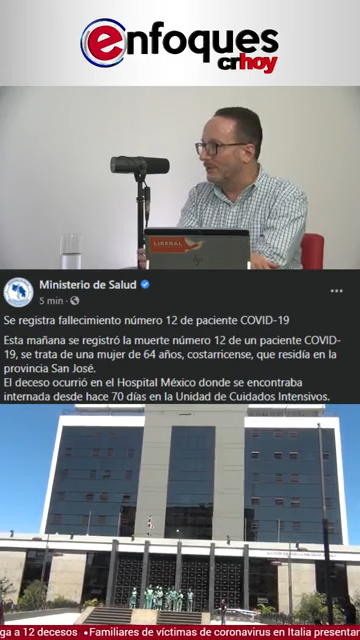 enfoques
crhoy
LIBERAL
hp
Ministerio de Salud
5 min ·
Se registra fallecimiento número 12 de paciente COVID-19
Esta mañana se registró la muerte número 12 de un paciente COVID-
19, se trata de una mujer de 64 años, costarricense, que residía en la
provincia San José.
El deceso ocurrió en el Hospital México donde se encontraba
internada desde hace 70 días en la Unidad de Cuidados Intensivos.
ga a 12 decesos •Familiares de víctimas de coronavirus en Italia presenta